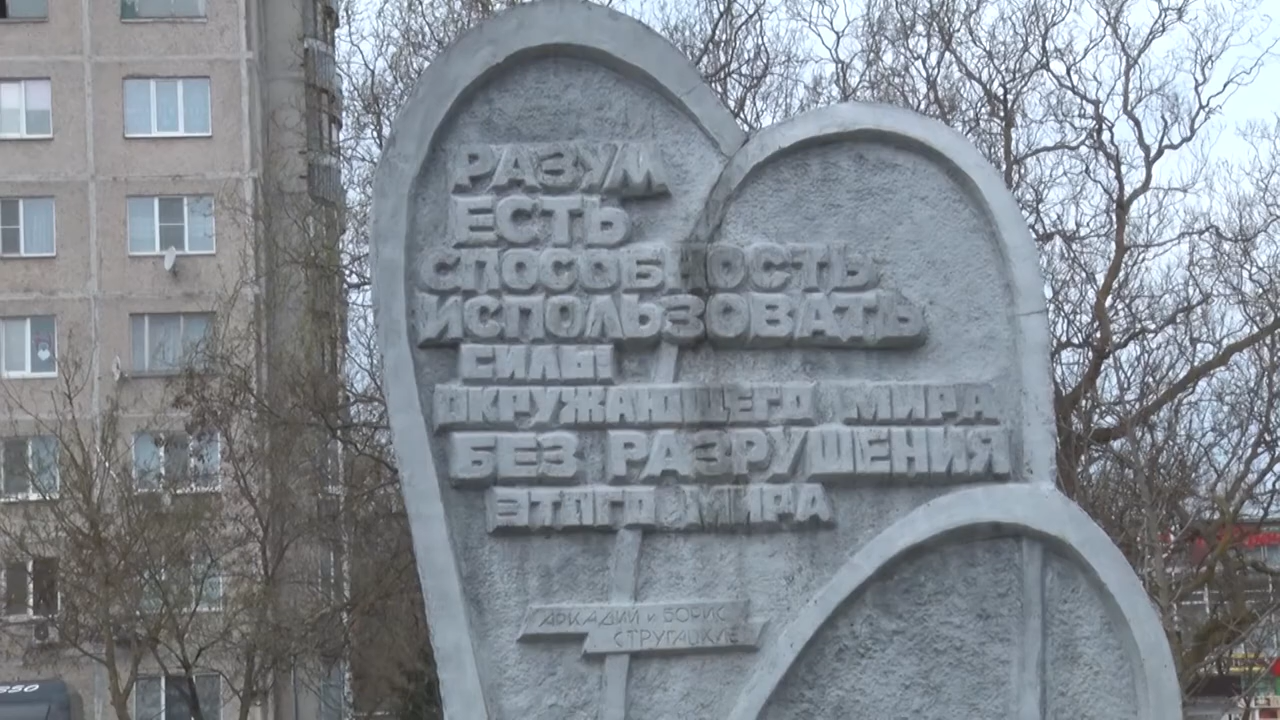 РАЗУМ
ЕСТЬ
СПОСОБНОСТЬ
ИСПОЛЬЗОВАТЬ
СИЛЫ
ОКРУЖАЮЩЕГО МИРА
БЕЗ РАЗРУШЕНИЯ
ЭТОГО МИРА
АРКАДИЙ и БОРИС
СТРУГАЦКИЕ